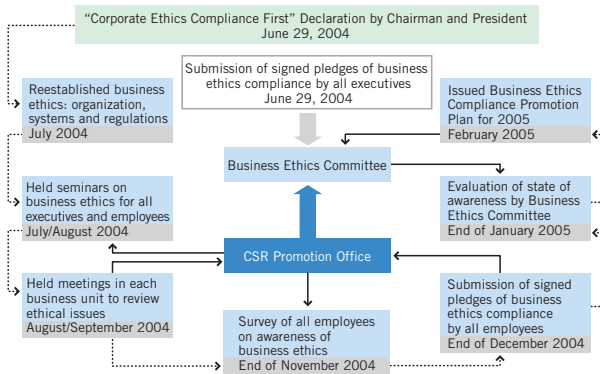 “Corporate Ethics Compliance First” Declaration by Chairman and President
June 29, 2004
Submission of signed pledges of business
ethics compliance by all executives
June 29, 2004
Reestablished business
ethics: organization,
systems and regulations
July 2004
Issued Business Ethics
Compliance Promotion
Plan for 2005
February 2005
Business Ethics Committee
Held seminars on
business ethics for all
executives and employees
July/August 2004
Evaluation of state of
awareness by Business
Ethics Committee
End of January 2005
CSR Promotion Office
Held meetings in each
business unit to review
ethical issues
August/September 2004
Survey of all employees
on awareness of
business ethics
End of November 2004
Submission of signed
pledges of business
ethics compliance
by all employees
End of December 2004